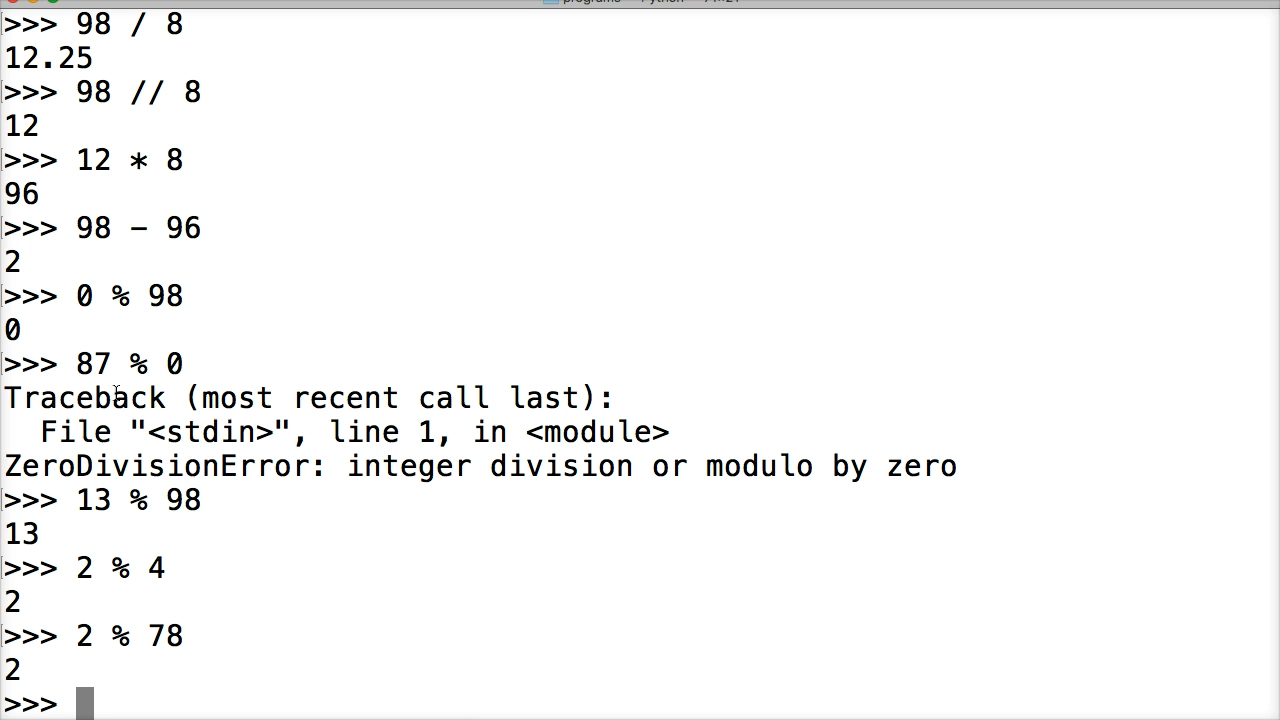 >>> 98 / 8
12.25
>>> 98 // 8
12
>>> 12 * 8
96
>>> 98 - 96
2
>>> 0 % 98
0
>>> 87 % 0
Traceback (most recent call last):
  File "<stdin>", line 1, in <module>
ZeroDivisionError: integer division or modulo by zero
>>> 13 % 98
13
>>> 2 % 4
2
>>> 2 % 78
2
>>>